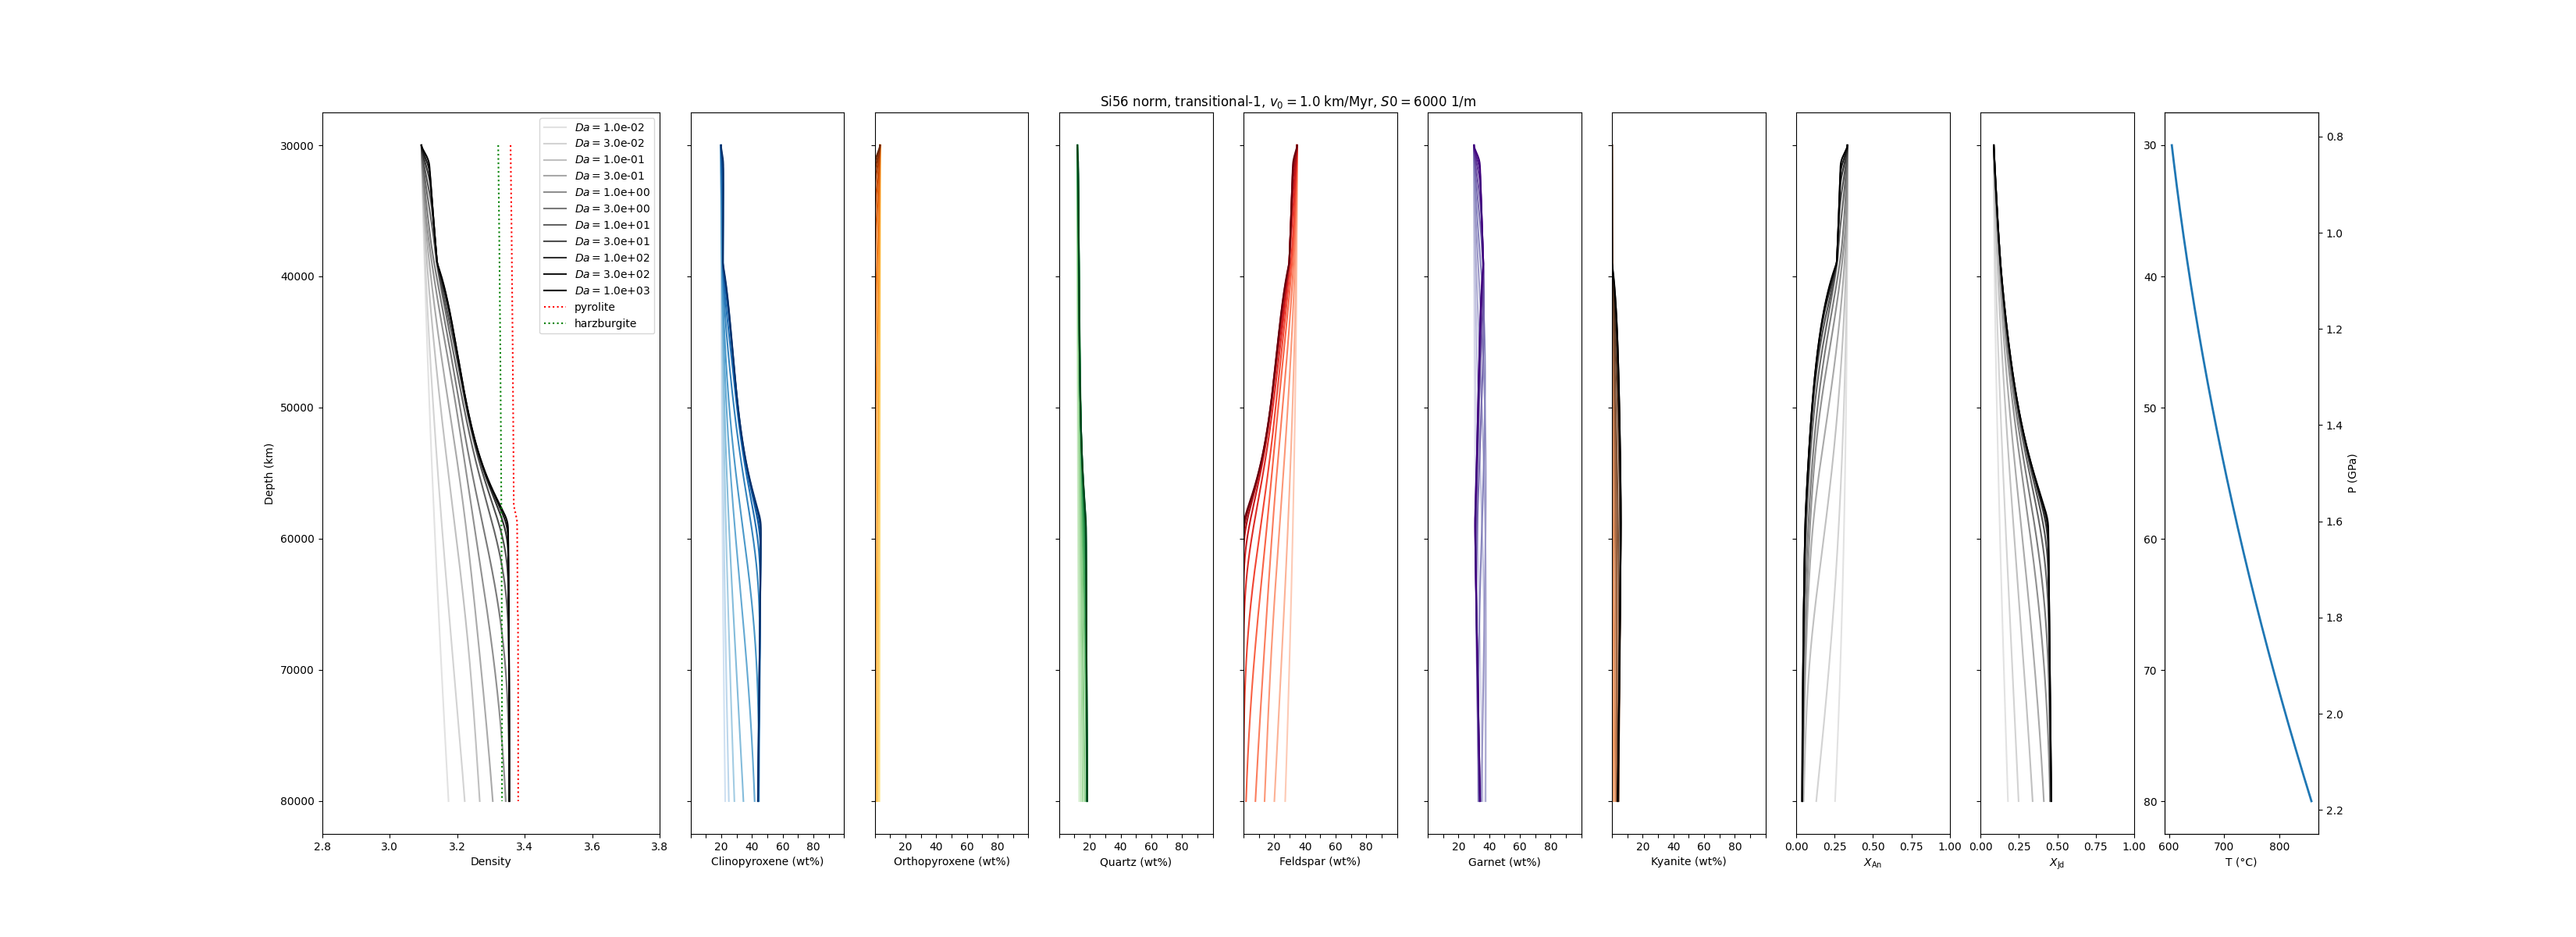 Si56 norm, transitional-1, v₀ = 1.0 km/Myr, S0 = 6000 1/m
Depth (km)
30000
40000
50000
60000
70000
80000
2.8 3.0 3.2 3.4 3.6 3.8
Density
Da = 1.0e-02
Da = 3.0e-02
Da = 1.0e-01
Da = 3.0e-01
Da = 1.0e+00
Da = 3.0e+00
Da = 1.0e+01
Da = 3.0e+01
Da = 1.0e+02
Da = 3.0e+02
Da = 1.0e+03
pyrolite
harzburgite
20 40 60 80
Clinopyroxene (wt%)
20 40 60 80
Orthopyroxene (wt%)
20 40 60 80
Quartz (wt%)
20 40 60 80
Feldspar (wt%)
20 40 60 80
Garnet (wt%)
20 40 60 80
Kyanite (wt%)
0.00 0.25 0.50 0.75 1.00
X_An
0.00 0.25 0.50 0.75 1.00
X_Jd
30
40
50
60
70
80
600 700 800
T (°C)
0.8
1.0
1.2
1.4
1.6
1.8
2.0
2.2
P (GPa)